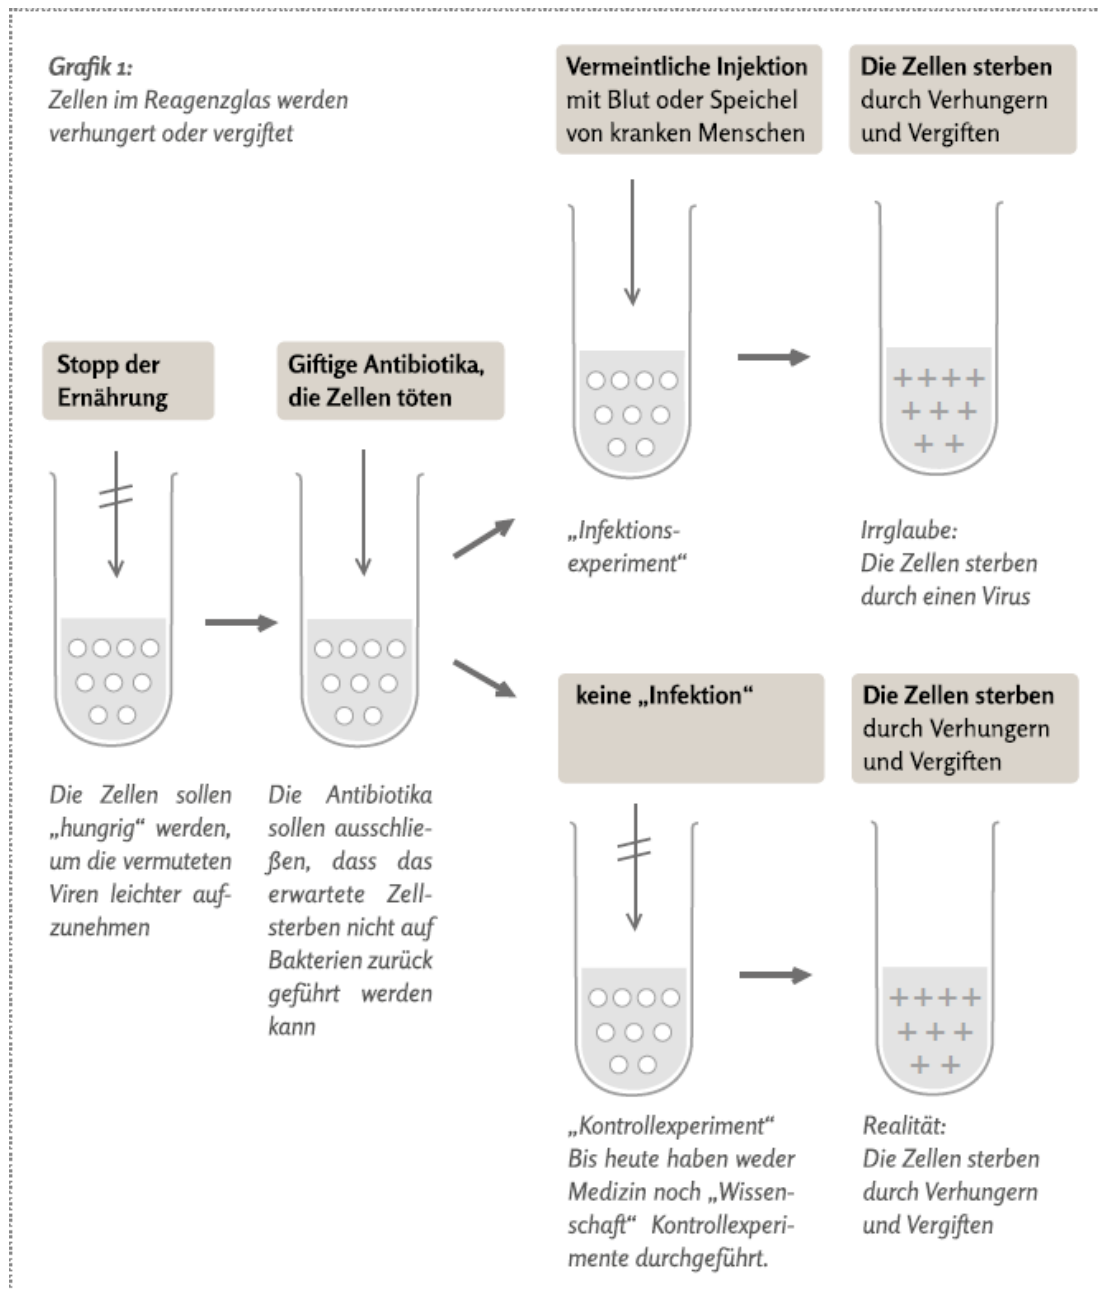 Grafik 1:
Zellen im Reagenzglas werden
verhungert oder vergiftet
Vermeintliche Injektion
mit Blut oder Speichel
von kranken Menschen
Die Zellen sterben
durch Verhungern
und Vergiften
Stopp der
Ernährung
Giftige Antibiotika,
die Zellen töten
„Infektions-
experiment“
Irrglaube:
Die Zellen sterben
durch einen Virus
keine „Infektion“
Die Zellen sterben
durch Verhungern
und Vergiften
Die Zellen sollen
„hungrig“ werden,
um die vermuteten
Viren leichter auf-
zunehmen
Die Antibiotika
sollen ausschlie-
ßen, dass das
erwartete Zell-
sterben nicht auf
Bakterien zurück
geführt werden
kann
„Kontrollexperiment“
Bis heute haben weder
Medizin noch „Wissen-
schaft“ Kontrollexperi-
mente durchgeführt.
Realität:
Die Zellen sterben
durch Verhungern
und Vergiften